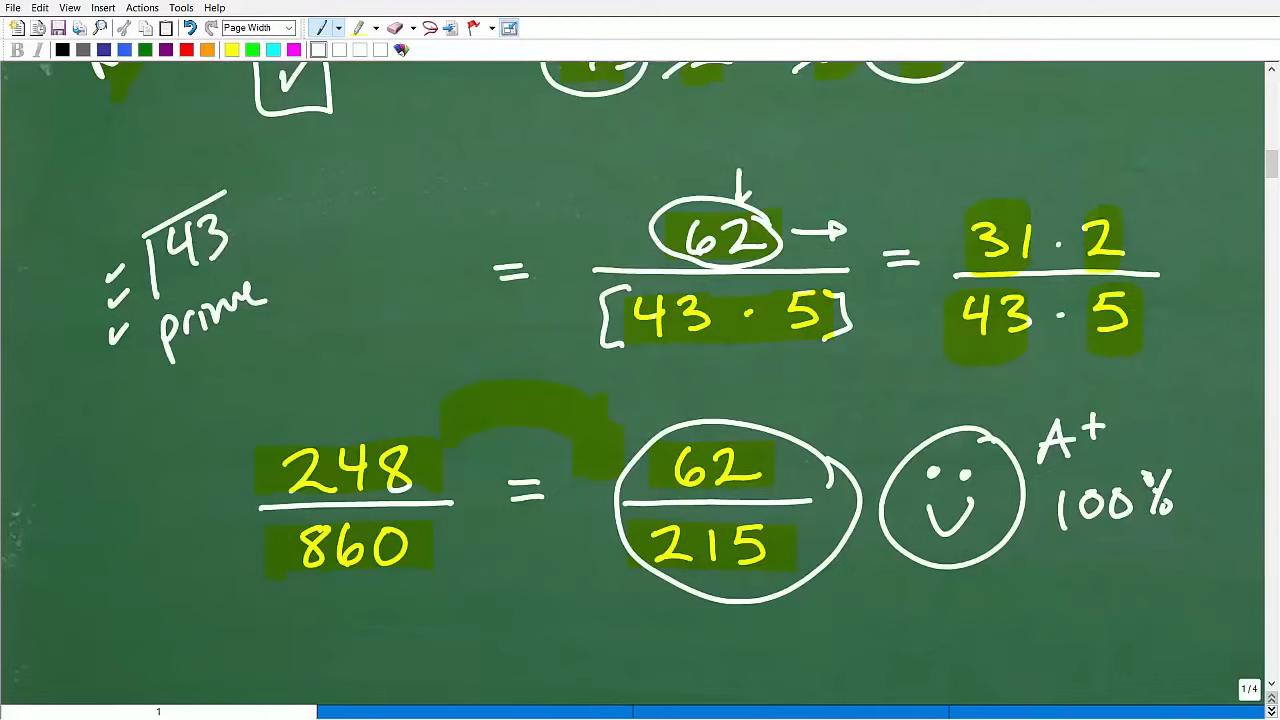 File Edit View Insert Actions Tools Help
Page Width
B I
43
prime
= 62 / [43 · 5] = 31 · 2 / 43 · 5
248 / 860 = 62 / 215
A+
100%
1/4
1